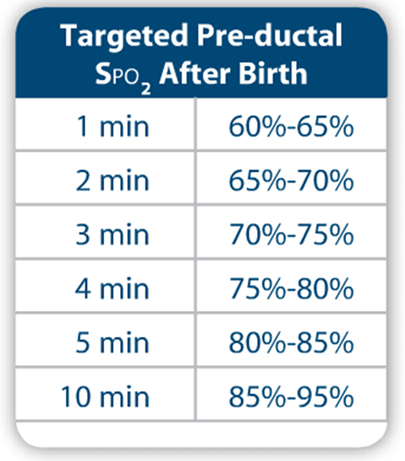 Targeted Pre-ductal
SPO2 After Birth
1 min 60%-65%
2 min 65%-70%
3 min 70%-75%
4 min 75%-80%
5 min 80%-85%
10 min 85%-95%